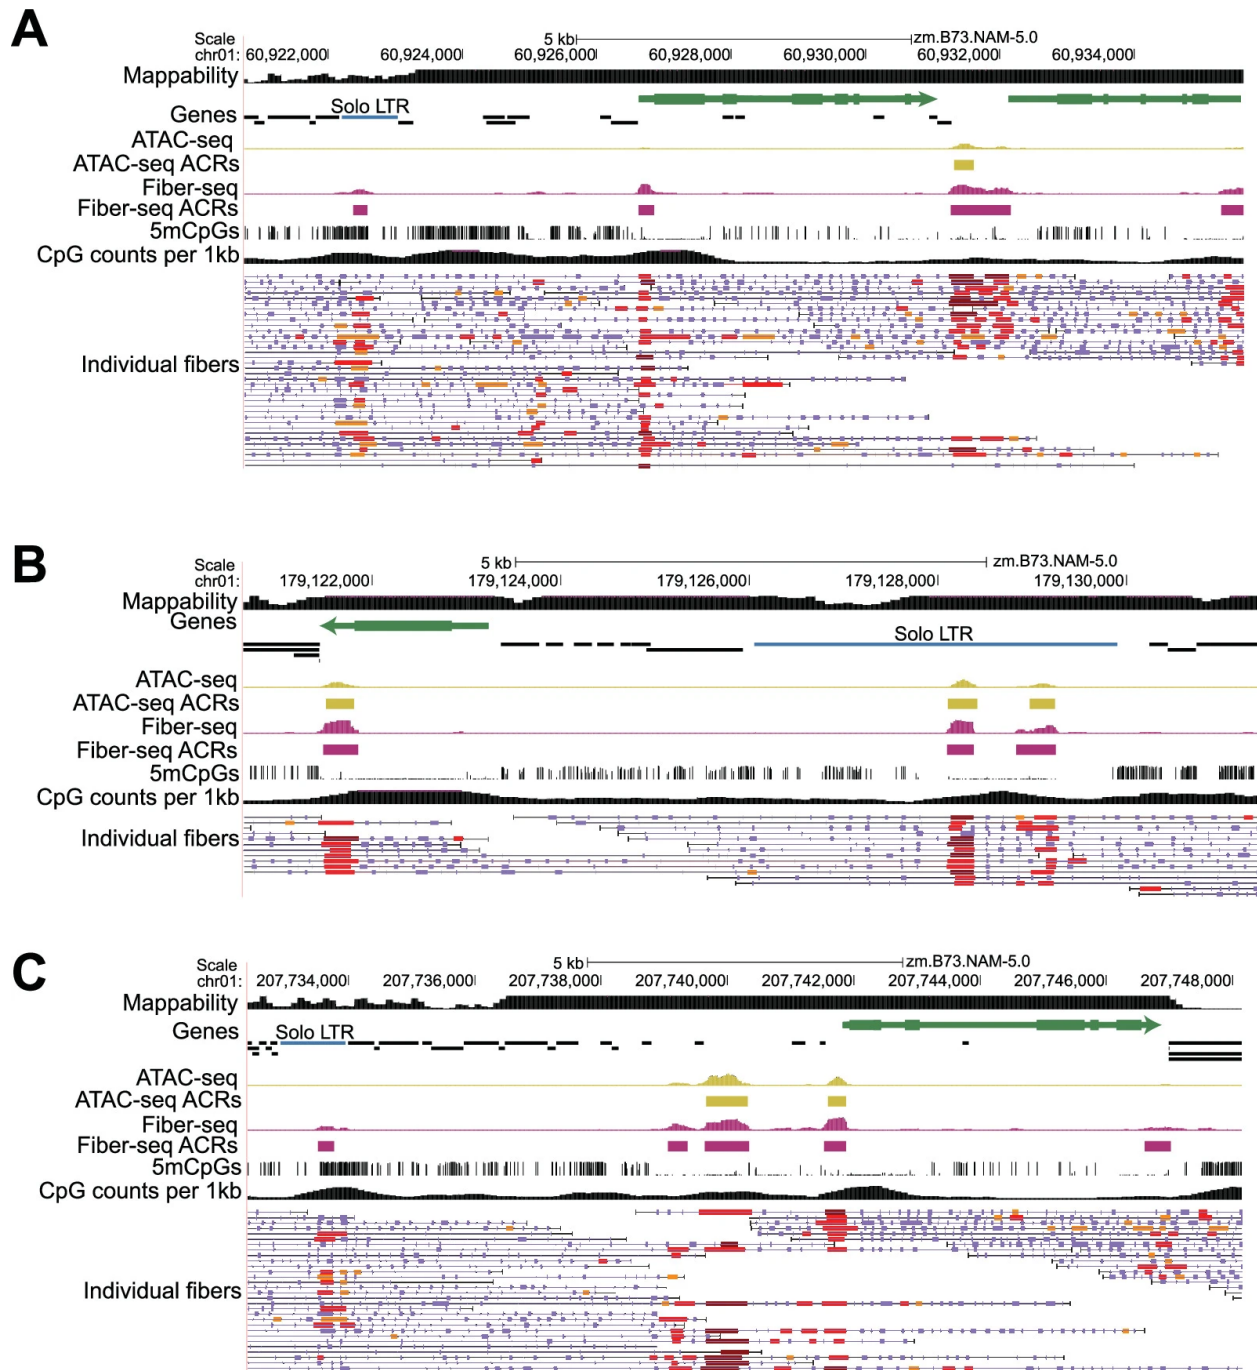 A
Scale 5 kb zm.B73.NAM-5.0
chr01: 60,922,000 60,924,000 60,926,000 60,928,000 60,930,000 60,932,000 60,934,000
Mappability
Solo LTR
Genes
ATAC-seq
ATAC-seq ACRs
Fiber-seq
Fiber-seq ACRs
5mCpGs
CpG counts per 1kb
Individual fibers
B
Scale 5 kb zm.B73.NAM-5.0
chr01: 179,122,000 179,124,000 179,126,000 179,128,000 179,130,000
Mappability
Genes
Solo LTR
ATAC-seq
ATAC-seq ACRs
Fiber-seq
Fiber-seq ACRs
5mCpGs
CpG counts per 1kb
Individual fibers
C
Scale 5 kb zm.B73.NAM-5.0
chr01: 207,734,000 207,736,000 207,738,000 207,740,000 207,742,000 207,744,000 207,746,000 207,748,000
Mappability
Genes Solo LTR
ATAC-seq
ATAC-seq ACRs
Fiber-seq
Fiber-seq ACRs
5mCpGs
CpG counts per 1kb
Individual fibers